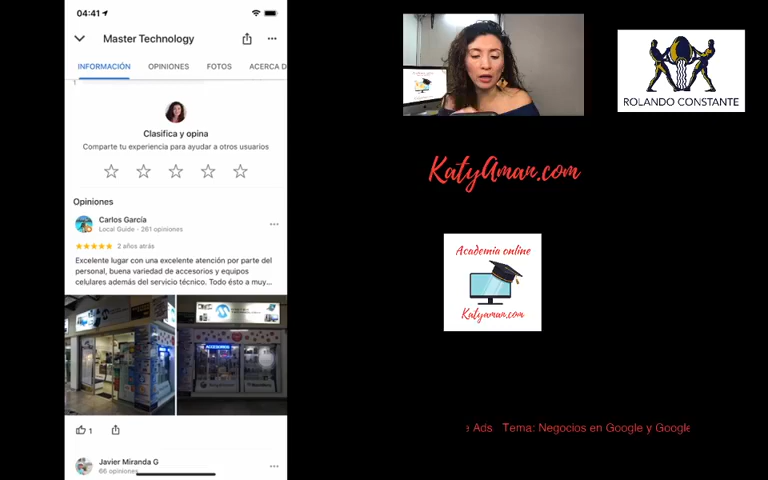 04:41
Master Technology
INFORMACIÓN OPINIONES FOTOS ACERCA D
Clasifica y opina
Comparte tu experiencia para ayudar a otros usuarios
Opiniones
Carlos García
Local Guide · 261 opiniones
2 años atrás
Excelente lugar con una excelente atención por parte del
personal, buena variedad de accesorios y equipos
celulares además del servicio técnico. Todo ésto a muy...
ACCESORIOS
1
Javier Miranda G
66 opiniones
ROLANDO CONSTANTE
KatyAman.com
Academia online
Katyaman.com
e Ads Tema: Negocios en Google y Google